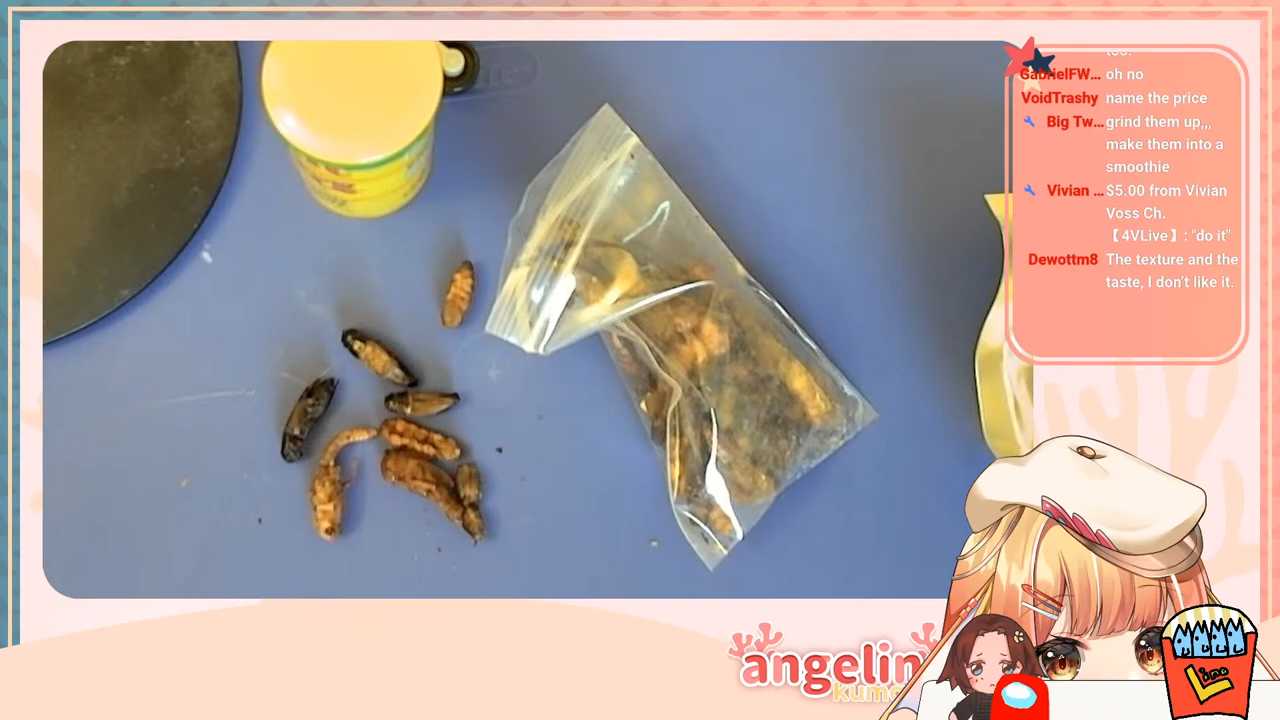 GabrielFW... oh no
VoidTrashy name the price
Big Tw... grind them up,,,
make them into a
smoothie
Vivian ... $5.00 from Vivian
Voss Ch.
【4VLive】: "do it"
Dewottm8 The texture and the
taste, I don't like it.
angelin
Lino